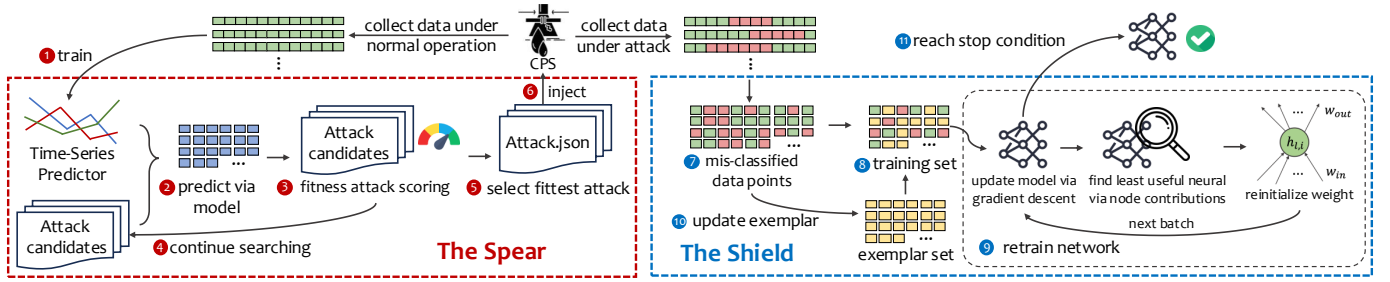 collect data under
normal operation
CPS
collect data
under attack
1 train
⋮
⋮
11 reach stop condition
6 inject
Time-Series
Predictor
...
2 predict via
model
Attack
candidates
3 fitness attack scoring
Attack.json
5 select fittest attack
Attack
candidates
4 continue searching
The Spear
...
7 mis-classified
data points
...
8 training set
10 update exemplar
...
exemplar set
The Shield
update model via
gradient descent
find least useful neural
via node contributions
... w_out
h_{l,i}
... w_in
reinitialize weight
next batch
9 retrain network